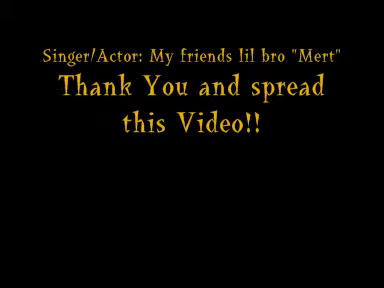 Singer/Actor: My friends lil bro "Mert"
Thank You and spread
this Video!!